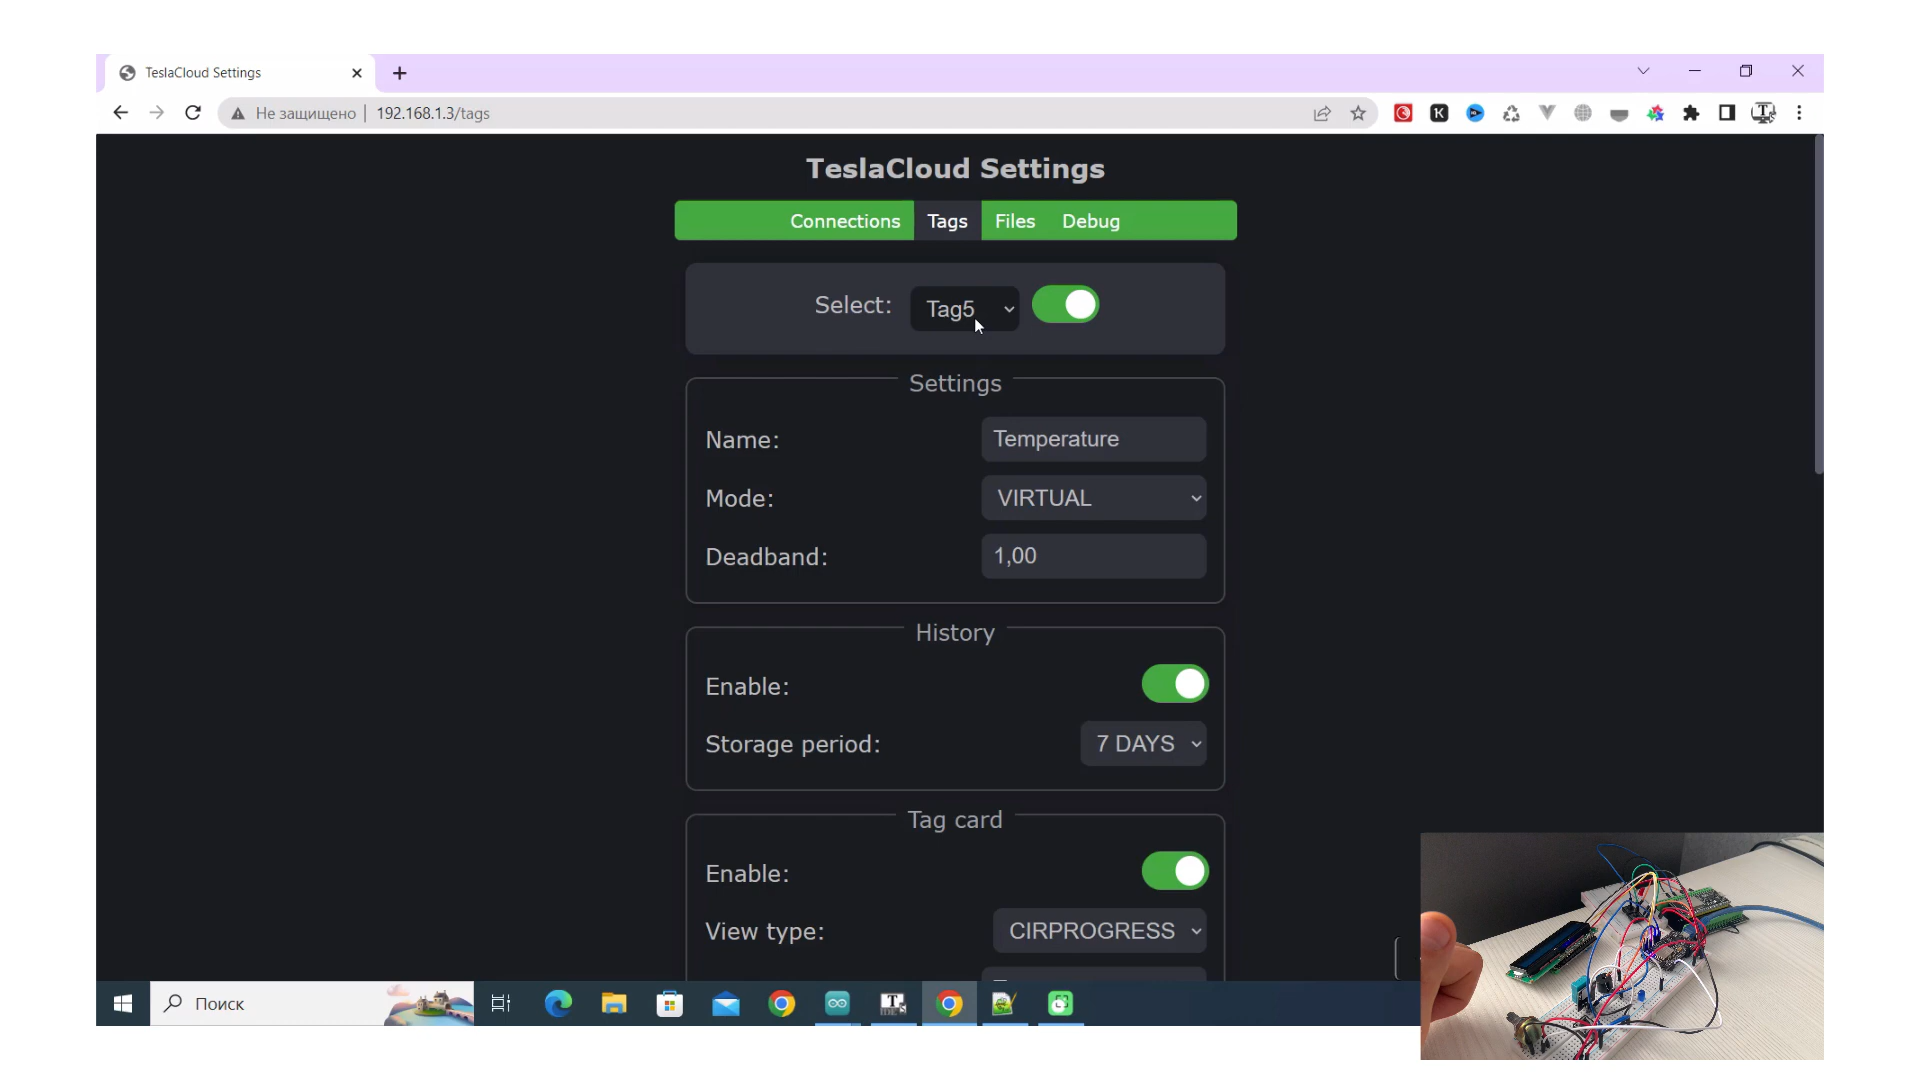 TeslaCloud Settings
Не защищено
192.168.1.3/tags
TeslaCloud Settings
Connections Tags Files Debug
Select: Tag5
Settings
Name: Temperature
Mode: VIRTUAL
Deadband: 1,00
History
Enable:
Storage period: 7 DAYS
Tag card
Enable:
View type: CIRPROGRESS
Поиск